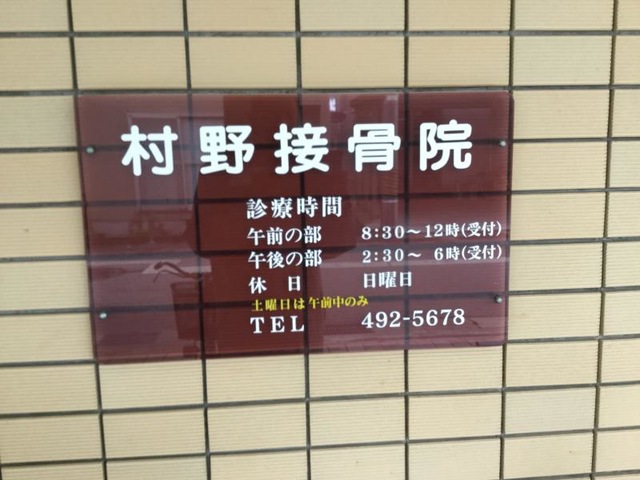 村野接骨院
診療時間
午前の部 8:30〜12時(受付)
午後の部 2:30〜 6時(受付)
休 日 日曜日
土曜日は午前中のみ
TEL 492-5678